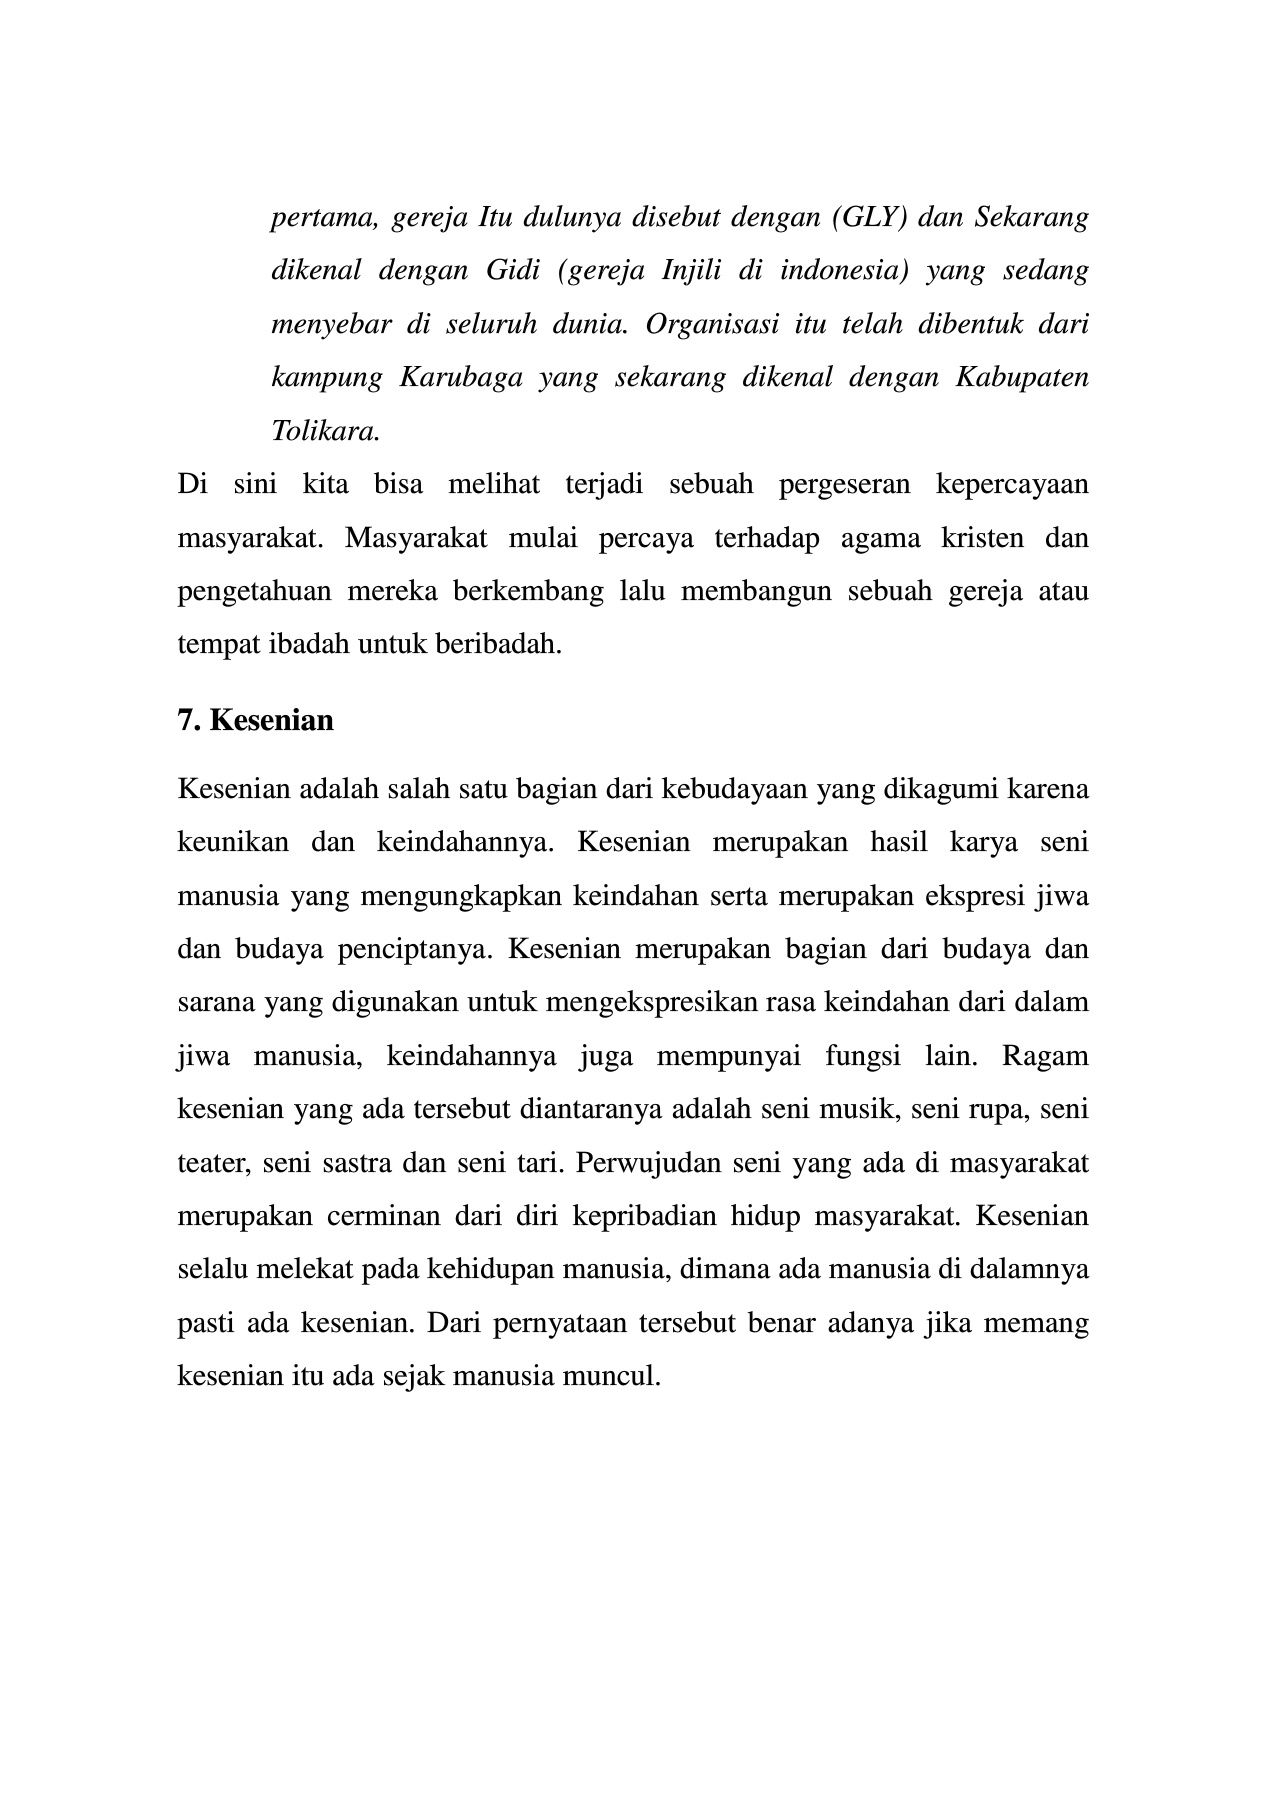 pertama, gereja Itu dulunya disebut dengan (GLY) dan Sekarang
dikenal dengan Gidi (gereja Injili di indonesia) yang sedang
menyebar di seluruh dunia. Organisasi itu telah dibentuk dari
kampung Karubaga yang sekarang dikenal dengan Kabupaten
Tolikara.
Di sini kita bisa melihat terjadi sebuah pergeseran kepercayaan
masyarakat. Masyarakat mulai percaya terhadap agama kristen dan
pengetahuan mereka berkembang lalu membangun sebuah gereja atau
tempat ibadah untuk beribadah.
7. Kesenian
Kesenian adalah salah satu bagian dari kebudayaan yang dikagumi karena
keunikan dan keindahannya. Kesenian merupakan hasil karya seni
manusia yang mengungkapkan keindahan serta merupakan ekspresi jiwa
dan budaya penciptanya. Kesenian merupakan bagian dari budaya dan
sarana yang digunakan untuk mengekspresikan rasa keindahan dari dalam
jiwa manusia, keindahannya juga mempunyai fungsi lain. Ragam
kesenian yang ada tersebut diantaranya adalah seni musik, seni rupa, seni
teater, seni sastra dan seni tari. Perwujudan seni yang ada di masyarakat
merupakan cerminan dari diri kepribadian hidup masyarakat. Kesenian
selalu melekat pada kehidupan manusia, dimana ada manusia di dalamnya
pasti ada kesenian. Dari pernyataan tersebut benar adanya jika memang
kesenian itu ada sejak manusia muncul.